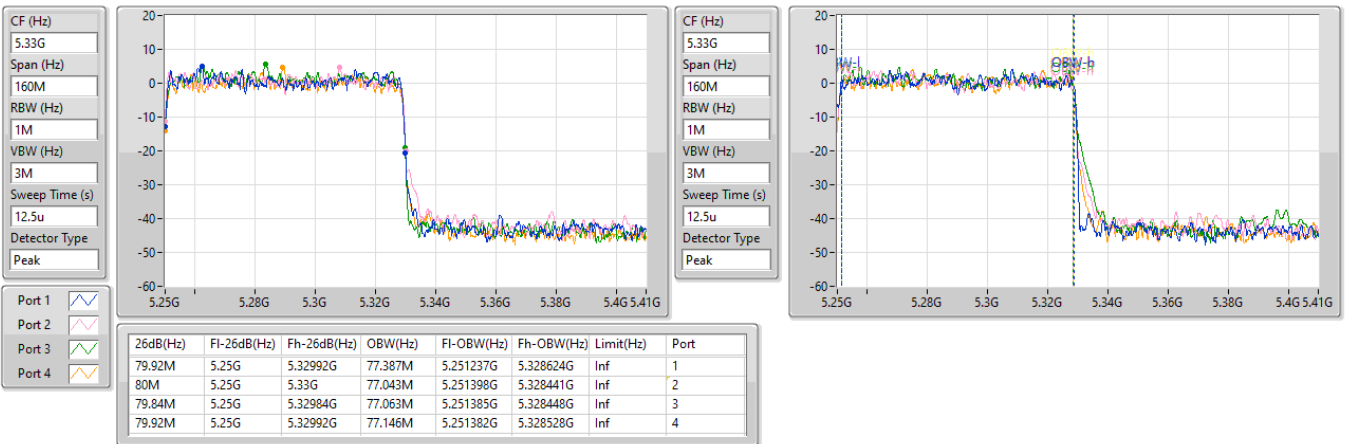 CF (Hz)
5.33G
Span (Hz)
160M
RBW (Hz)
1M
VBW (Hz)
3M
Sweep Time (s)
12.5u
Detector Type
Peak
20
10
0
-10
-20
-30
-40
-50
-60
5.25G 5.28G 5.3G 5.32G 5.34G 5.36G 5.38G 5.4G 5.41G
CF (Hz)
5.33G
Span (Hz)
160M
RBW (Hz)
1M
VBW (Hz)
3M
Sweep Time (s)
12.5u
Detector Type
Peak
20
10
0
-10
-20
-30
-40
-50
-60
W-l
OBW-h
5.25G 5.28G 5.3G 5.32G 5.34G 5.36G 5.38G 5.4G 5.41G
Port 1
Port 2
Port 3
Port 4
26dB(Hz) Fl-26dB(Hz) Fh-26dB(Hz) OBW(Hz) Fl-OBW(Hz) Fh-OBW(Hz) Limit(Hz) Port
79.92M 5.25G 5.32992G 77.387M 5.251237G 5.328624G Inf 1
80M 5.25G 5.33G 77.043M 5.251398G 5.328441G Inf 2
79.84M 5.25G 5.32984G 77.063M 5.251385G 5.328448G Inf 3
79.92M 5.25G 5.32992G 77.146M 5.251382G 5.328528G Inf 4